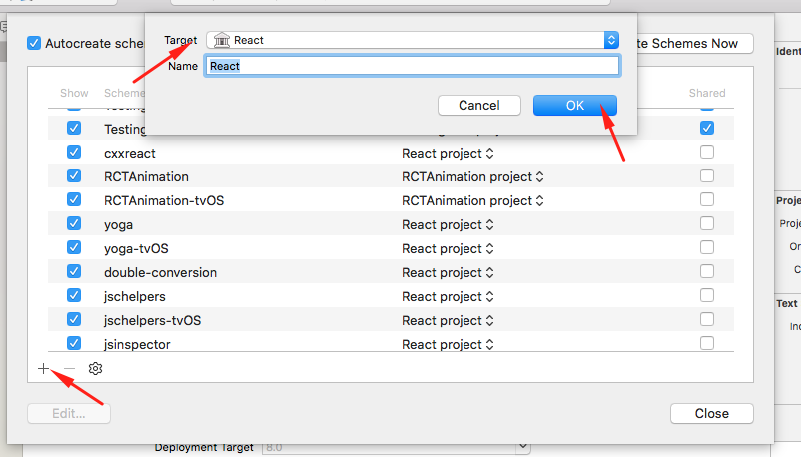 Target React
Name React
Cancel OK
Autocreate sche
te Schemes Now
Ident
Show Scheme Shared
Testing
cxxreact React project
RCTAnimation RCTAnimation project
RCTAnimation-tvOS RCTAnimation project
yoga React project
yoga-tvOS React project
double-conversion React project
jschelpers React project
jschelpers-tvOS React project
jsinspector React project
Edit... Close
Deployment Target 8.0
Proje
Proje
Or
C
Text
Ind